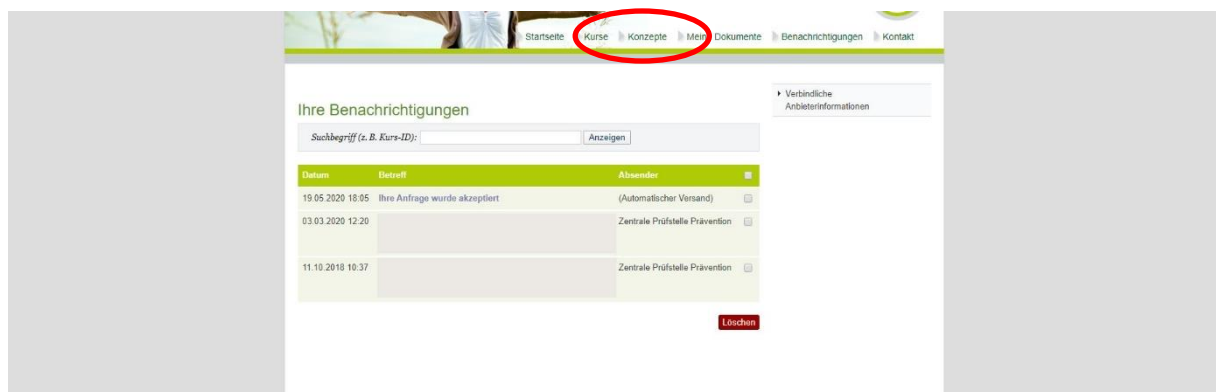 Startseite Kurse Konzepte Meine Dokumente Benachrichtigungen Kontakt
Verbindliche
Anbieterinformationen
Ihre Benachrichtigungen
Suchbegriff (z. B. Kurs-ID): Anzeigen
Datum Betreff Absender
19.05.2020 18:05 Ihre Anfrage wurde akzeptiert (Automatischer Versand)
03.03.2020 12:20 Zentrale Prüfstelle Prävention
11.10.2018 10:37 Zentrale Prüfstelle Prävention
Löschen